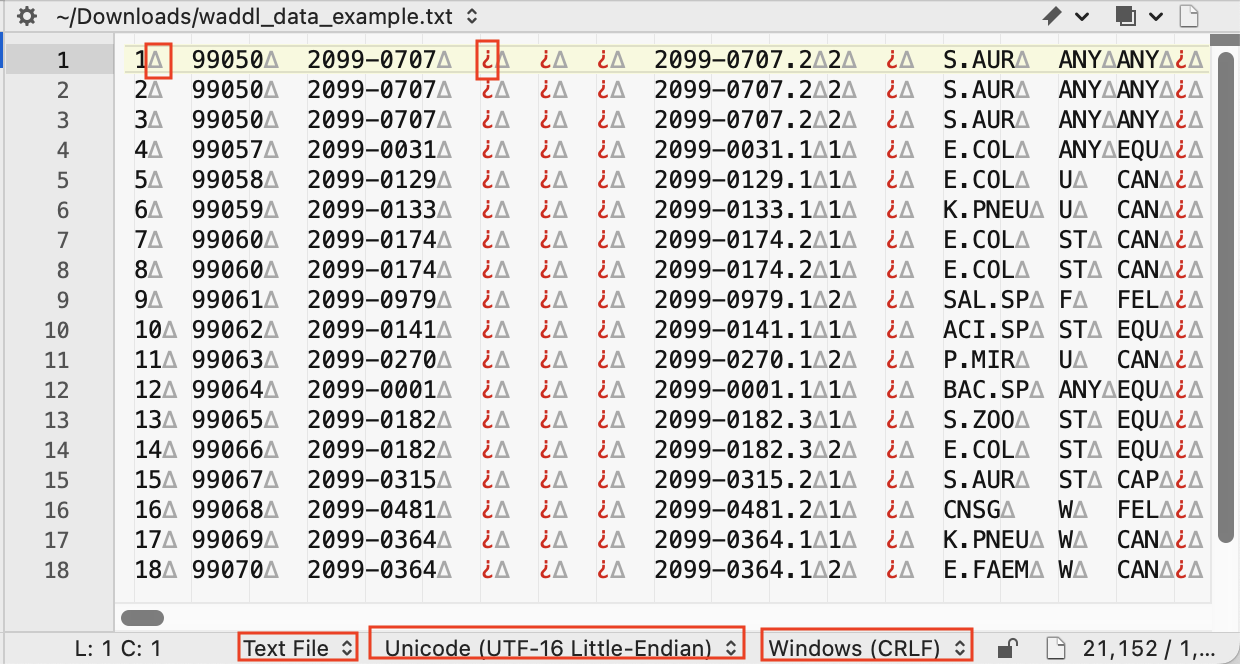 ~/Downloads/waddl_data_example.txt
1 1∆ 99050∆ 2099-0707∆ ¿∆ ¿∆ ¿∆ 2099-0707.2∆2∆ ¿∆ S.AUR∆ ANY∆ANY∆¿∆
2 2∆ 99050∆ 2099-0707∆ ¿∆ ¿∆ ¿∆ 2099-0707.2∆2∆ ¿∆ S.AUR∆ ANY∆ANY∆¿∆
3 3∆ 99050∆ 2099-0707∆ ¿∆ ¿∆ ¿∆ 2099-0707.2∆2∆ ¿∆ S.AUR∆ ANY∆ANY∆¿∆
4 4∆ 99057∆ 2099-0031∆ ¿∆ ¿∆ ¿∆ 2099-0031.1∆1∆ ¿∆ E.COL∆ ANY∆EQU∆¿∆
5 5∆ 99058∆ 2099-0129∆ ¿∆ ¿∆ ¿∆ 2099-0129.1∆1∆ ¿∆ E.COL∆ U∆ CAN∆¿∆
6 6∆ 99059∆ 2099-0133∆ ¿∆ ¿∆ ¿∆ 2099-0133.1∆1∆ ¿∆ K.PNEU∆ U∆ CAN∆¿∆
7 7∆ 99060∆ 2099-0174∆ ¿∆ ¿∆ ¿∆ 2099-0174.2∆1∆ ¿∆ E.COL∆ ST∆ CAN∆¿∆
8 8∆ 99060∆ 2099-0174∆ ¿∆ ¿∆ ¿∆ 2099-0174.2∆1∆ ¿∆ E.COL∆ ST∆ CAN∆¿∆
9 9∆ 99061∆ 2099-0979∆ ¿∆ ¿∆ ¿∆ 2099-0979.1∆2∆ ¿∆ SAL.SP∆ F∆ FEL∆¿∆
10 10∆ 99062∆ 2099-0141∆ ¿∆ ¿∆ ¿∆ 2099-0141.1∆1∆ ¿∆ ACI.SP∆ ST∆ EQU∆¿∆
11 11∆ 99063∆ 2099-0270∆ ¿∆ ¿∆ ¿∆ 2099-0270.1∆2∆ ¿∆ P.MIR∆ U∆ CAN∆¿∆
12 12∆ 99064∆ 2099-0001∆ ¿∆ ¿∆ ¿∆ 2099-0001.1∆1∆ ¿∆ BAC.SP∆ ANY∆EQU∆¿∆
13 13∆ 99065∆ 2099-0182∆ ¿∆ ¿∆ ¿∆ 2099-0182.3∆1∆ ¿∆ S.ZOO∆ ST∆ EQU∆¿∆
14 14∆ 99066∆ 2099-0182∆ ¿∆ ¿∆ ¿∆ 2099-0182.3∆2∆ ¿∆ E.COL∆ ST∆ EQU∆¿∆
15 15∆ 99067∆ 2099-0315∆ ¿∆ ¿∆ ¿∆ 2099-0315.2∆1∆ ¿∆ S.AUR∆ ST∆ CAP∆¿∆
16 16∆ 99068∆ 2099-0481∆ ¿∆ ¿∆ ¿∆ 2099-0481.2∆1∆ ¿∆ CNSG∆ W∆ FEL∆¿∆
17 17∆ 99069∆ 2099-0364∆ ¿∆ ¿∆ ¿∆ 2099-0364.1∆1∆ ¿∆ K.PNEU∆ W∆ CAN∆¿∆
18 18∆ 99070∆ 2099-0364∆ ¿∆ ¿∆ ¿∆ 2099-0364.1∆2∆ ¿∆ E.FAEM∆ W∆ CAN∆¿∆
L: 1 C: 1 Text File Unicode (UTF-16 Little-Endian) Windows (CRLF) 21,152 / 1,...